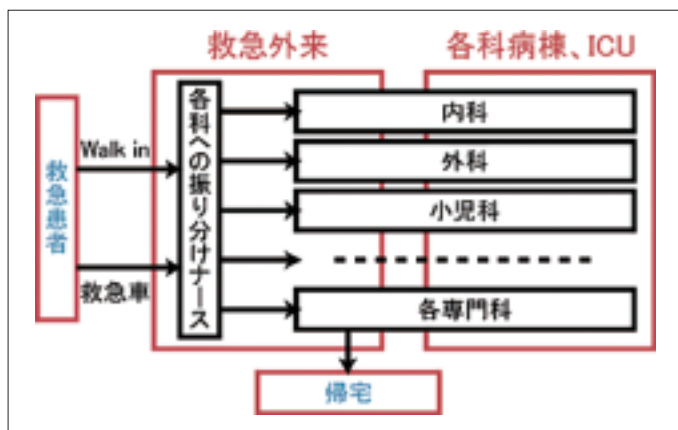 救急外来
各科病棟、ICU
救急患者
Walk in
救急車
各科への振り分けナース
内科
外科
小児科
各専門科
帰宅